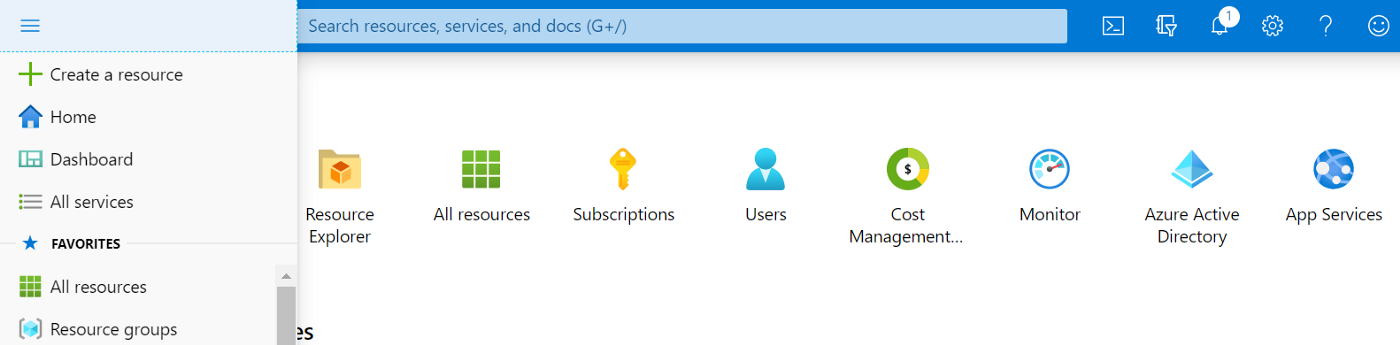 Search resources, services, and docs (G+/)
1
Create a resource
Home
Dashboard
All services
FAVORITES
All resources
Resource groups
Resource
Explorer
All resources
Subscriptions
Users
Cost
Management...
Monitor
Azure Active
Directory
App Services
es